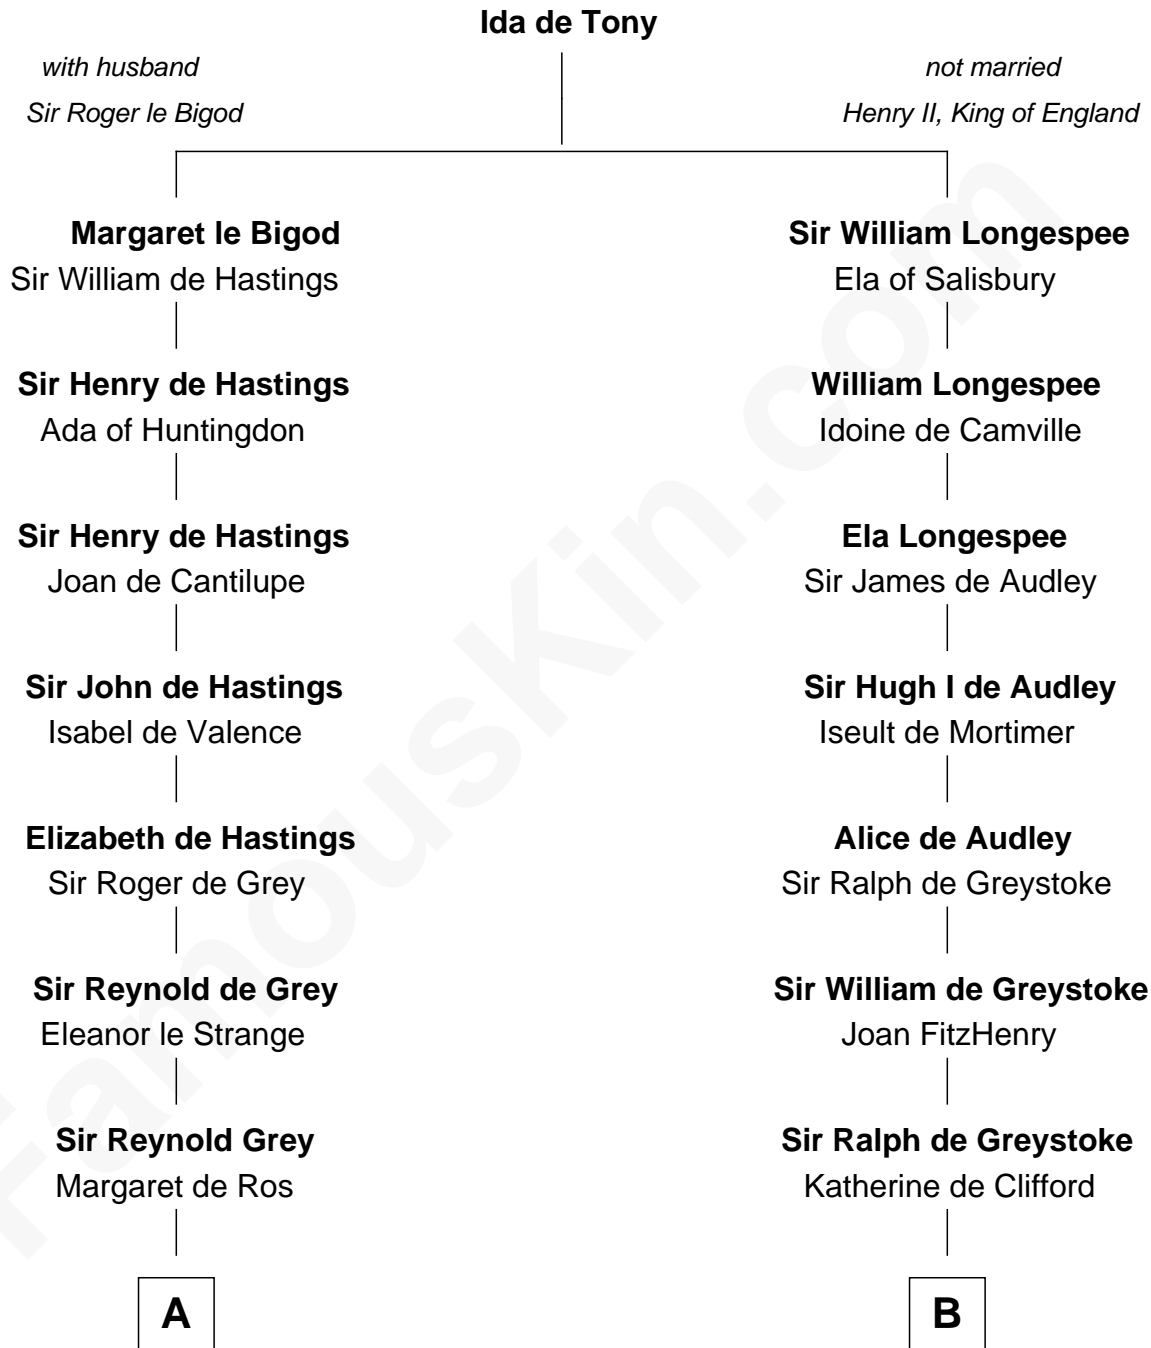 Ida de Tony
with husband
Sir Roger le Bigod
not married
Henry II, King of England
Margaret le Bigod
Sir William de Hastings
Sir William Longespee
Ela of Salisbury
Sir Henry de Hastings
Ada of Huntingdon
William Longespee
Idoine de Camville
Sir Henry de Hastings
Joan de Cantilupe
Ela Longespee
Sir James de Audley
Sir John de Hastings
Isabel de Valence
Sir Hugh I de Audley
Iseult de Mortimer
Elizabeth de Hastings
Sir Roger de Grey
Alice de Audley
Sir Ralph de Greystoke
Sir Reynold de Grey
Eleanor le Strange
Sir William de Greystoke
Joan FitzHenry
Sir Reynold Grey
Margaret de Ros
Sir Ralph de Greystoke
Katherine de Clifford
A
B
FamousKin.com